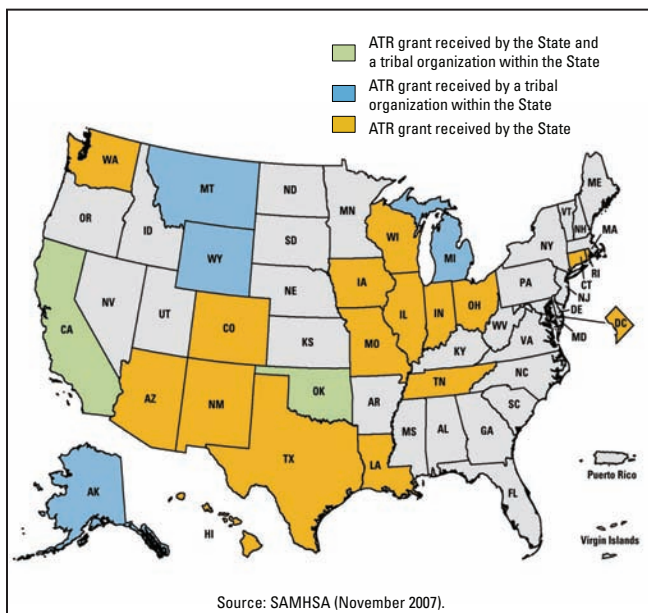 ATR grant received by the State and
a tribal organization within the State
ATR grant received by a tribal
organization within the State
ATR grant received by the State
WA
MT
ND
MN
ME
VT
NH
MA
OR
ID
SD
WI
MI
NY
WY
RI
CT
NJ
IA
NE
PA
DE
DC
NV
UT
CO
IL
IN
OH
MD
CA
KS
MO
WV
VA
KY
NC
TN
AZ
NM
OK
AR
SC
MS
AL
GA
TX
LA
Puerto Rico
AK
FL
HI
Virgin Islands
Source: SAMHSA (November 2007).